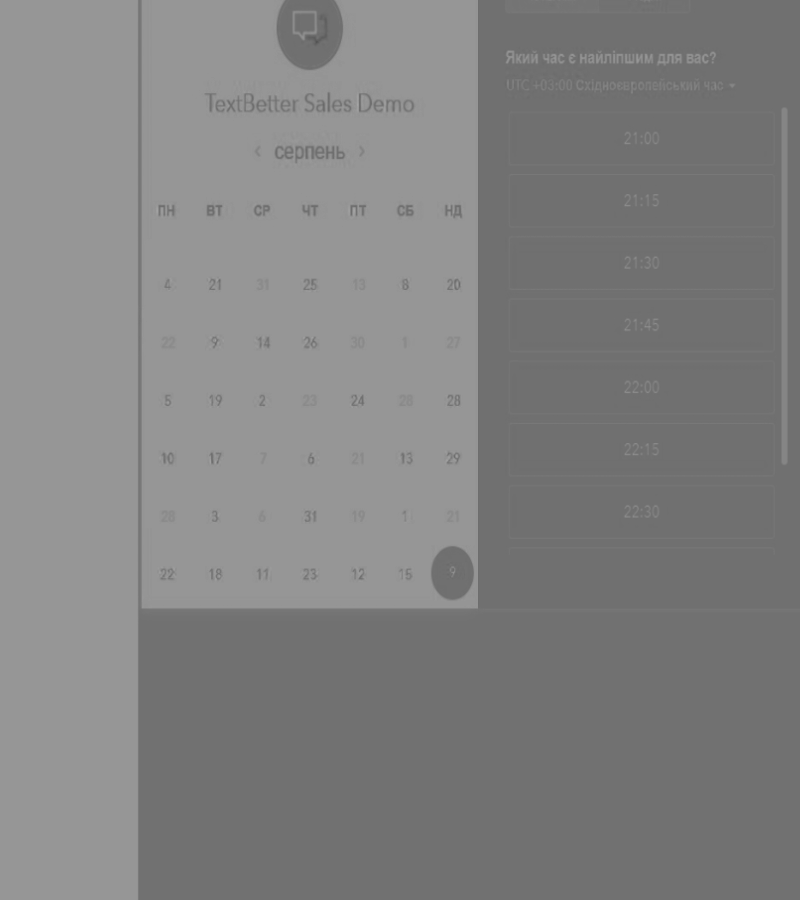 TextBetter Sales Demo
серпень
ПН ВТ СР ЧТ ПТ СБ НД
4 21 31 25 13 8 20
22 9 14 26 30 1 27
5 19 2 23 24 28 28
10 17 7 6 21 13 29
28 3 6 31 19 1 21
22 18 11 23 12 15 9
Який час є найліпшим для вас?
UTC +03:00 Східноєвропейський час
21:00
21:15
21:30
21:45
22:00
22:15
22:30